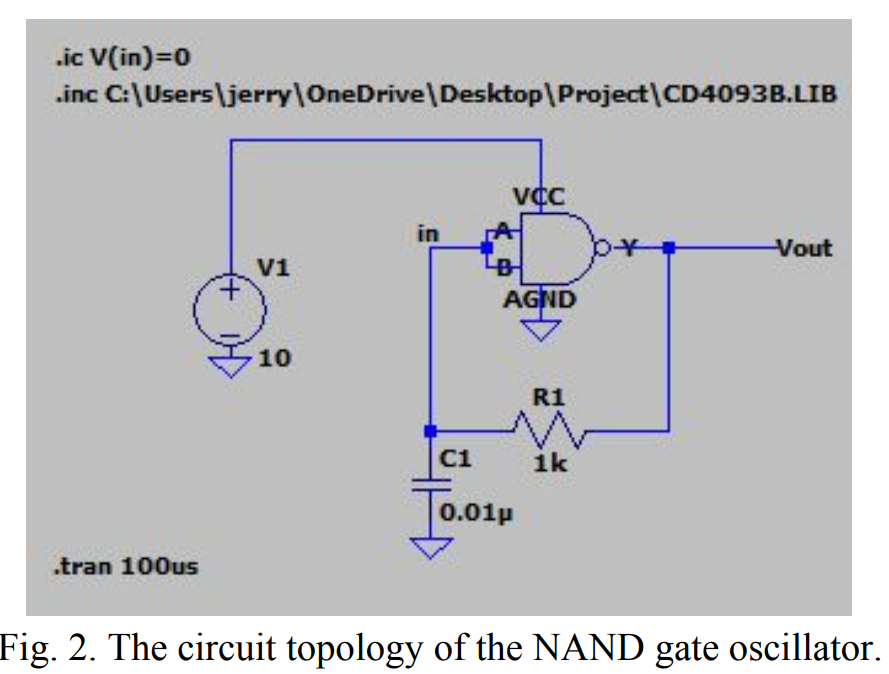 .ic V(in)=0
.inc C:\Users\jerry\OneDrive\Desktop\Project\CD4093B.LIB
VCC
in
A
Y
Vout
V1
B
AGND
10
R1
C1
1k
0.01µ
.tran 100us
Fig. 2. The circuit topology of the NAND gate oscillator.